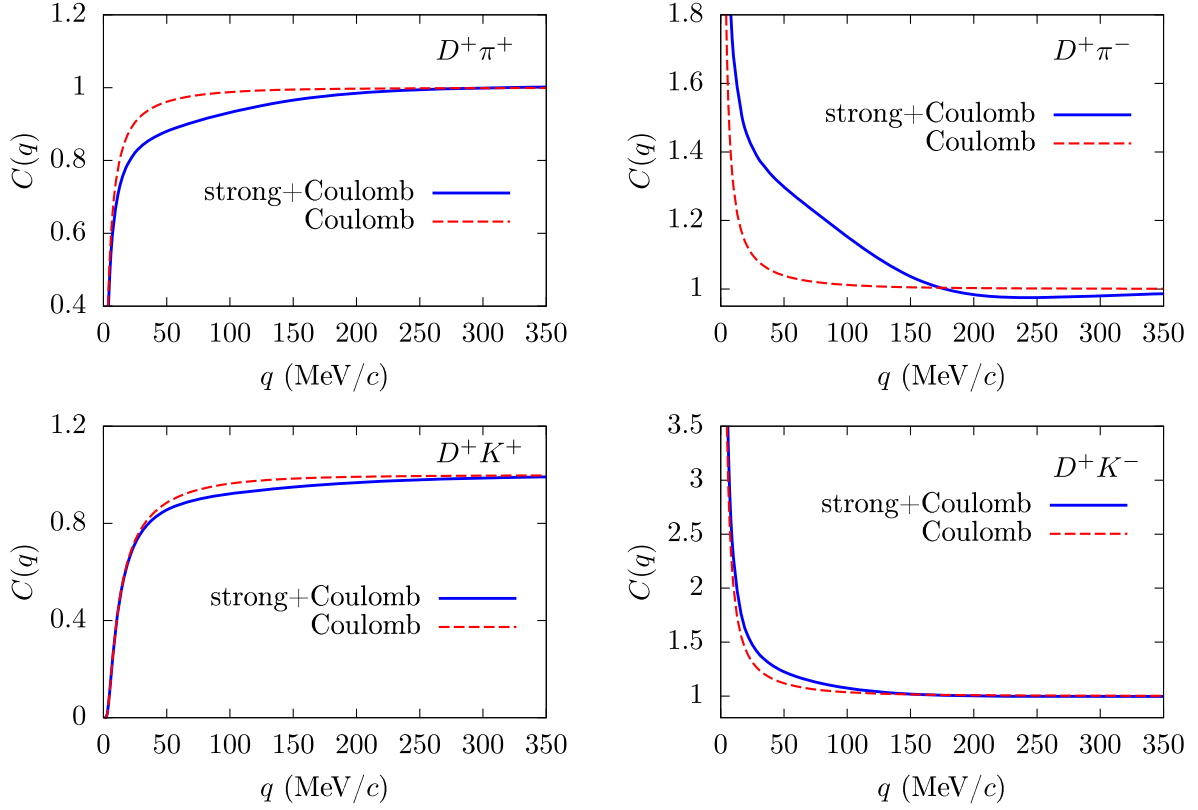 1.2
1
0.8
0.6
0.4
C(q)
D⁺π⁺
strong+Coulomb
Coulomb
0 50 100 150 200 250 300 350
q (MeV/c)
1.8
1.6
1.4
1.2
1
C(q)
D⁺π⁻
strong+Coulomb
Coulomb
0 50 100 150 200 250 300 350
q (MeV/c)
1.2
0.8
0.4
0
C(q)
D⁺K⁺
strong+Coulomb
Coulomb
0 50 100 150 200 250 300 350
q (MeV/c)
3.5
3
2.5
2
1.5
1
C(q)
D⁺K⁻
strong+Coulomb
Coulomb
0 50 100 150 200 250 300 350
q (MeV/c)